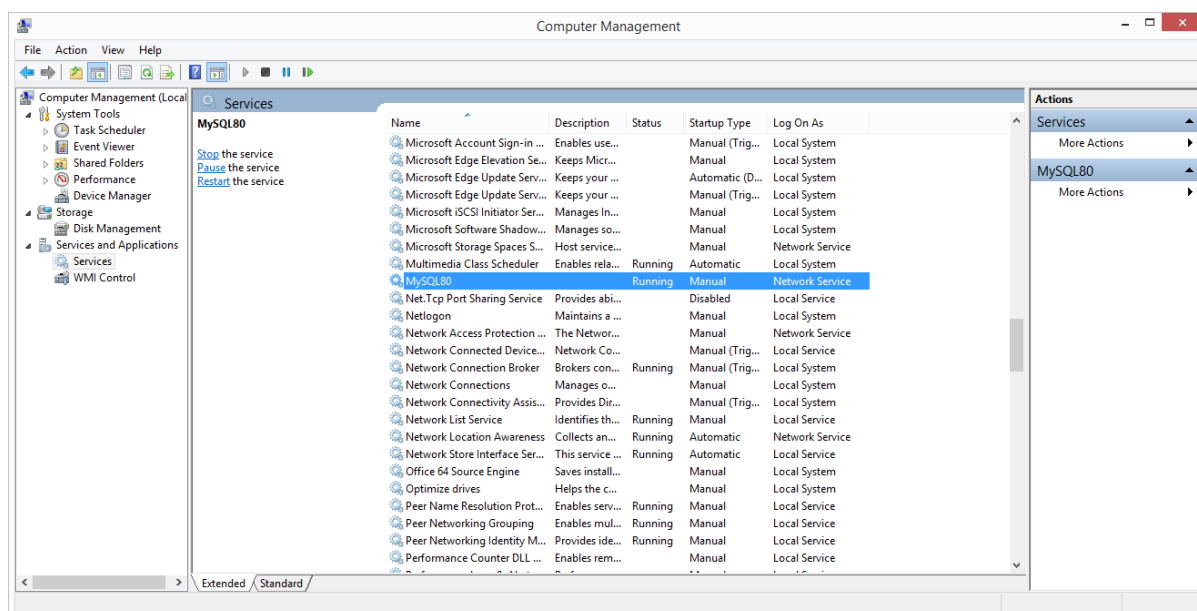 Computer Management
File Action View Help
Computer Management (Local
System Tools
Task Scheduler
Event Viewer
Shared Folders
Performance
Device Manager
Storage
Disk Management
Services and Applications
Services
WMI Control
Services
MySQL80
Stop the service
Pause the service
Restart the service
Name Description Status Startup Type Log On As
Microsoft Account Sign-in ... Enables use... Manual (Trig... Local System
Microsoft Edge Elevation Se... Keeps Micr... Manual Local System
Microsoft Edge Update Serv... Keeps your ... Automatic (D... Local System
Microsoft Edge Update Serv... Keeps your ... Manual (Trig... Local System
Microsoft iSCSI Initiator Ser... Manages In... Manual Local System
Microsoft Software Shadow... Manages so... Manual Local System
Microsoft Storage Spaces S... Host service... Manual Network Service
Multimedia Class Scheduler Enables rela... Running Automatic Local System
MySQL80 Running Manual Network Service
Net.Tcp Port Sharing Service Provides abi... Disabled Local Service
Netlogon Maintains a ... Manual Local System
Network Access Protection ... The Networ... Manual Network Service
Network Connected Device... Network Co... Manual (Trig... Local Service
Network Connection Broker Brokers con... Running Manual (Trig... Local System
Network Connections Manages o... Manual Local System
Network Connectivity Assis... Provides Dir... Manual (Trig... Local System
Network List Service Identifies th... Running Manual Local Service
Network Location Awareness Collects an... Running Automatic Network Service
Network Store Interface Ser... This service ... Running Automatic Local Service
Office 64 Source Engine Saves install... Manual Local System
Optimize drives Helps the c... Manual Local System
Peer Name Resolution Prot... Enables serv... Running Manual Local Service
Peer Networking Grouping Enables mul... Running Manual Local Service
Peer Networking Identity M... Provides ide... Running Manual Local Service
Performance Counter DLL ... Enables rem... Manual Local Service
Extended Standard
Actions
Services
More Actions
MySQL80
More Actions